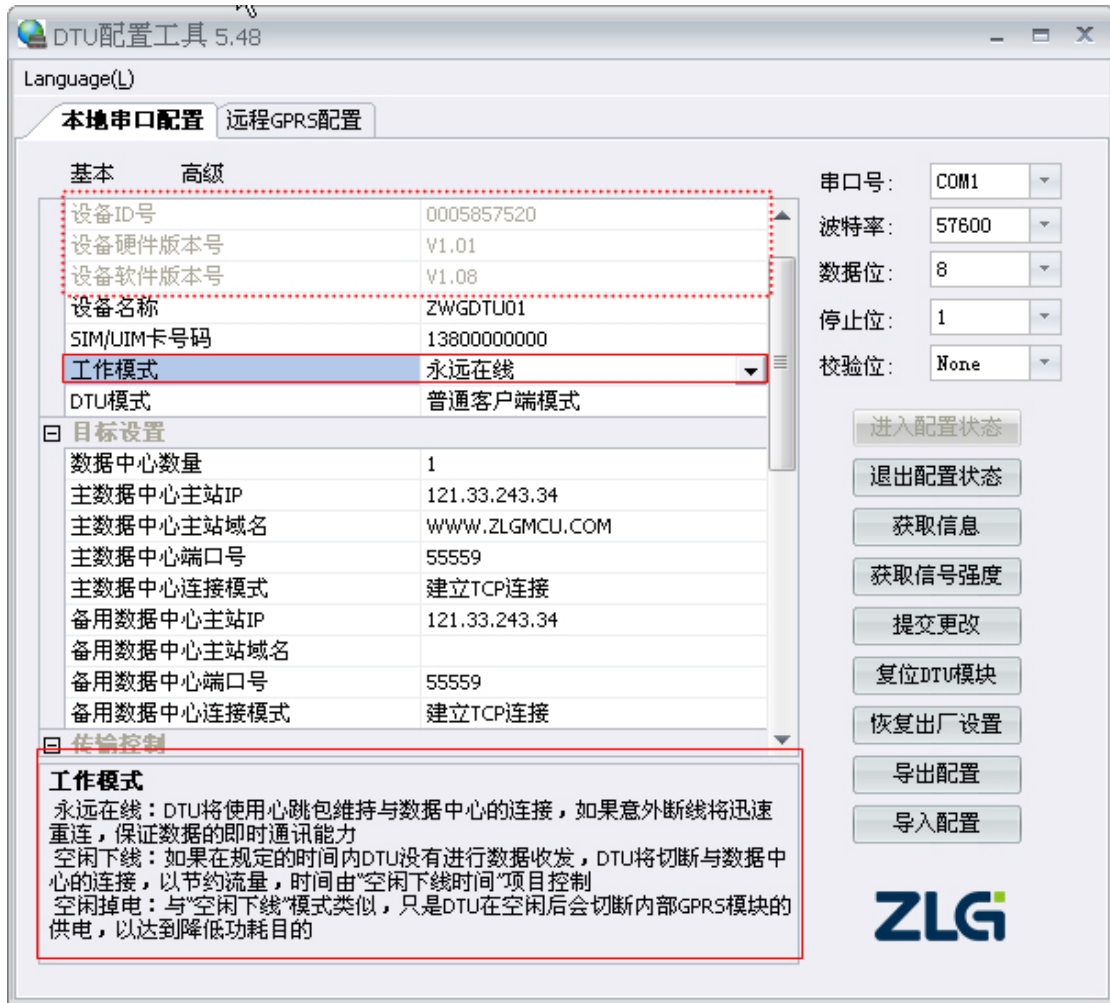 DTU配置工具 5.48
Language(L)
本地串口配置 远程GPRS配置
基本 高级
设备ID号 0005857520
设备硬件版本号 V1.01
设备软件版本号 V1.08
设备名称 ZWGDTU01
SIM/UIM卡号码 13800000000
工作模式 永远在线
DTU模式 普通客户端模式
目标设置
数据中心数量 1
主数据中心主站IP 121.33.243.34
主数据中心主站域名 WWW.ZLGMCU.COM
主数据中心端口号 55559
主数据中心连接模式 建立TCP连接
备用数据中心主站IP 121.33.243.34
备用数据中心主站域名
备用数据中心端口号 55559
备用数据中心连接模式 建立TCP连接
传输控制
工作模式
永远在线：DTU将使用心跳包维持与数据中心的连接，如果意外断线将迅速
重连，保证数据的即时通讯能力
空闲下线：如果在规定的时间内DTU没有进行数据收发，DTU将切断与数据中
心的连接，以节约流量，时间由"空闲下线时间"项目控制
空闲掉电：与"空闲下线"模式类似，只是DTU在空闲后会切断内部GPRS模块的
供电，以达到降低功耗目的
串口号: COM1
波特率: 57600
数据位: 8
停止位: 1
校验位: None
进入配置状态
退出配置状态
获取信息
获取信号强度
提交更改
复位DTU模块
恢复出厂设置
导出配置
导入配置
ZLG